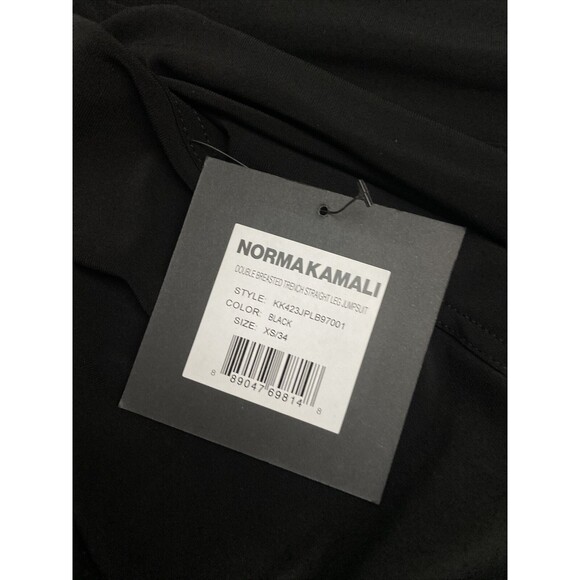 NORMA KAMALI
DOUBLE BREASTED TRENCH STRAIGHT LEG JUMPSUIT
STYLE: KK423JPLB97001
COLOR: BLACK
SIZE: XS/34
8 89047 69814 8